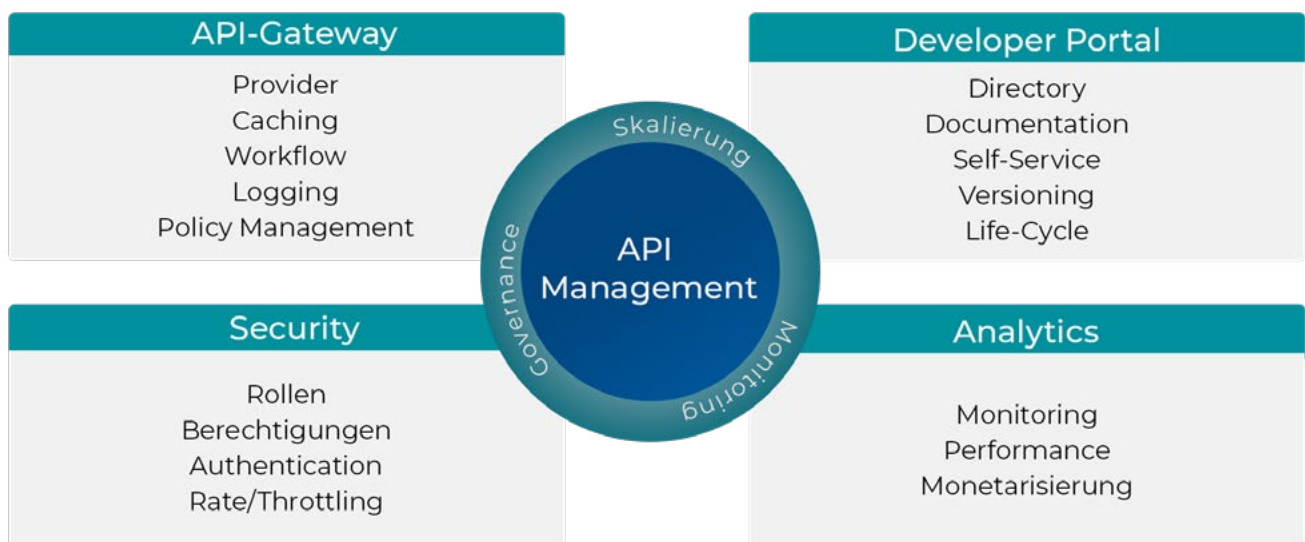 API-Gateway
Provider
Caching
Workflow
Logging
Policy Management
Developer Portal
Directory
Documentation
Self-Service
Versioning
Life-Cycle
Skalierung
Governance
Monitoring
API
Management
Security
Rollen
Berechtigungen
Authentication
Rate/Throttling
Analytics
Monitoring
Performance
Monetarisierung